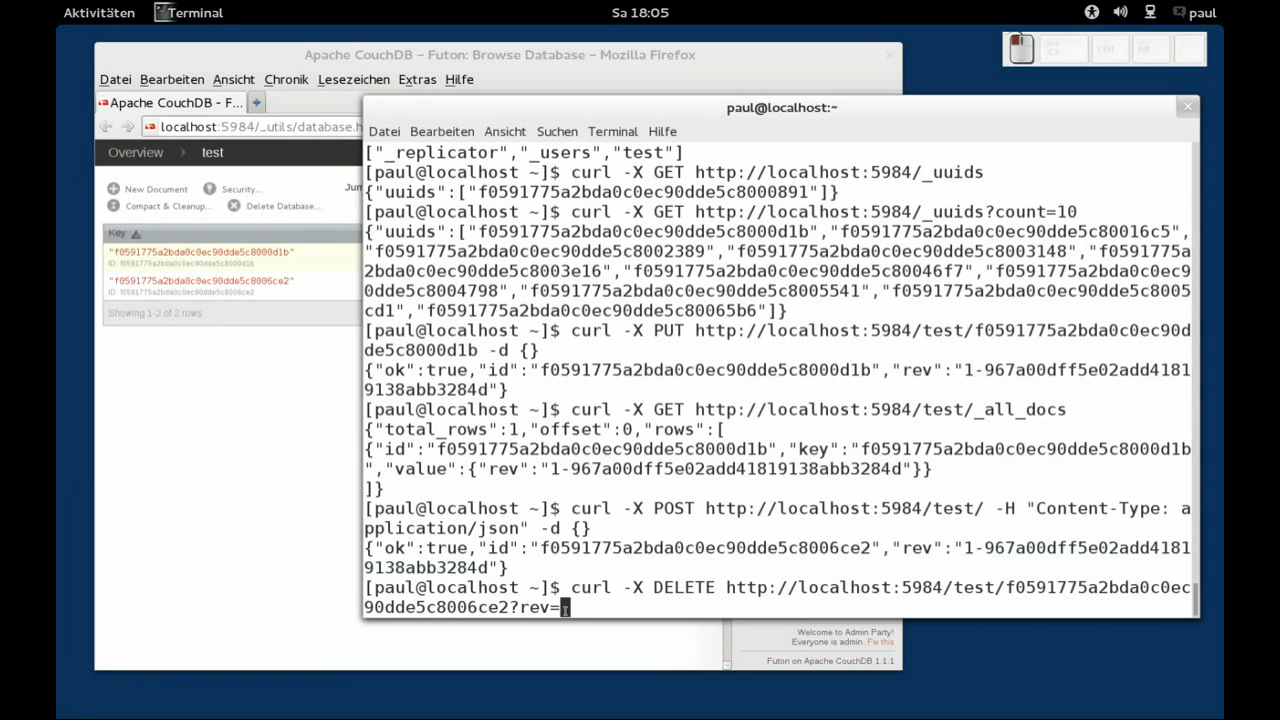 Aktivitäten Terminal Sa 18:05 paul
Apache CouchDB - Futon: Browse Database – Mozilla Firefox
Datei Bearbeiten Ansicht Chronik Lesezeichen Extras Hilfe
Apache CouchDB - F...
localhost:5984/_utils/database.h
Overview test
New Document Security... Jum
Compact & Cleanup... Delete Database...
Key
"f0591775a2bda0c0ec90dde5c8000d1b"
ID: f0591775a2bda0c0ec90dde5c8000d1b
"f0591775a2bda0c0ec90dde5c8006ce2"
ID: f0591775a2bda0c0ec90dde5c8006ce2
Showing 1-2 of 2 rows
Welcome to Admin Party!
Everyone is admin. Fix this
Futon on Apache CouchDB 1.1.1
Ctrl Alt
paul@localhost:~
Datei Bearbeiten Ansicht Suchen Terminal Hilfe
["_replicator","_users","test"]
[paul@localhost ~]$ curl -X GET http://localhost:5984/_uuids
{"uuids":["f0591775a2bda0c0ec90dde5c8000891"]}
[paul@localhost ~]$ curl -X GET http://localhost:5984/_uuids?count=10
{"uuids":["f0591775a2bda0c0ec90dde5c8000d1b","f0591775a2bda0c0ec90dde5c80016c5",
"f0591775a2bda0c0ec90dde5c8002389","f0591775a2bda0c0ec90dde5c8003148","f0591775a
2bda0c0ec90dde5c8003e16","f0591775a2bda0c0ec90dde5c80046f7","f0591775a2bda0c0ec9
0dde5c8004798","f0591775a2bda0c0ec90dde5c8005541","f0591775a2bda0c0ec90dde5c8005
cd1","f0591775a2bda0c0ec90dde5c80065b6"]}
[paul@localhost ~]$ curl -X PUT http://localhost:5984/test/f0591775a2bda0c0ec90d
de5c8000d1b -d {}
{"ok":true,"id":"f0591775a2bda0c0ec90dde5c8000d1b","rev":"1-967a00dff5e02add4181
9138abb3284d"}
[paul@localhost ~]$ curl -X GET http://localhost:5984/test/_all_docs
{"total_rows":1,"offset":0,"rows":[
{"id":"f0591775a2bda0c0ec90dde5c8000d1b","key":"f0591775a2bda0c0ec90dde5c8000d1b
","value":{"rev":"1-967a00dff5e02add41819138abb3284d"}}
]}
[paul@localhost ~]$ curl -X POST http://localhost:5984/test/ -H "Content-Type: a
pplication/json" -d {}
{"ok":true,"id":"f0591775a2bda0c0ec90dde5c8006ce2","rev":"1-967a00dff5e02add4181
9138abb3284d"}
[paul@localhost ~]$ curl -X DELETE http://localhost:5984/test/f0591775a2bda0c0ec
90dde5c8006ce2?rev=